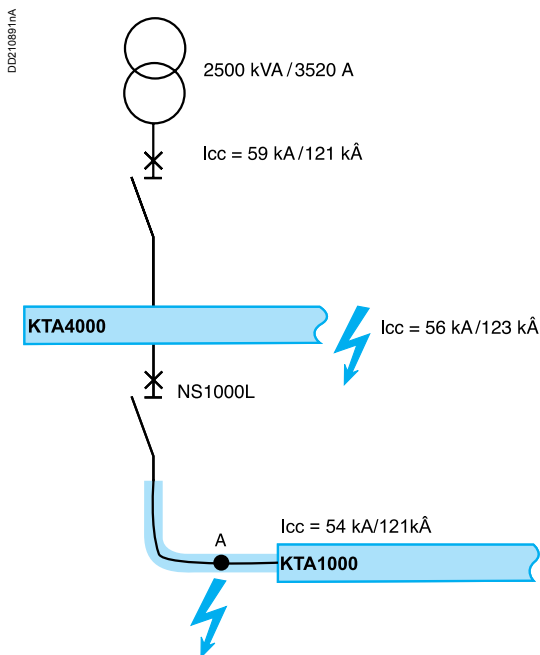 DD210891nA
2500 kVA/3520 A
Icc = 59 kA/121 kÂ
KTA4000
Icc = 56 kA/123 kÂ
NS1000L
Icc = 54 kA/121kÂ
A
KTA1000